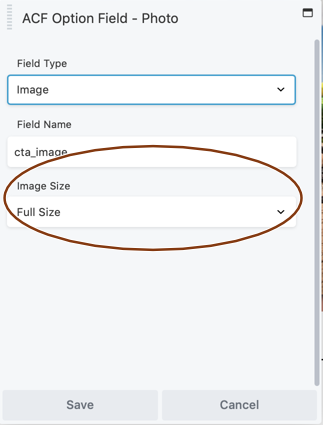 ACF Option Field - Photo
Field Type
Image
Field Name
cta_image
Image Size
Full Size
Save
Cancel